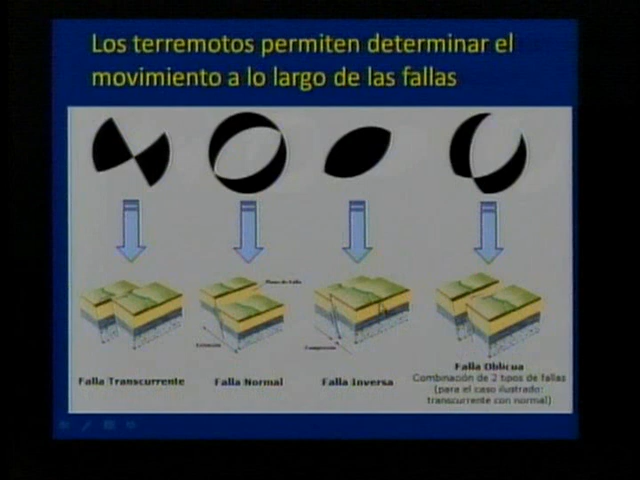 Los terremotos permiten determinar el
movimiento a lo largo de las fallas
Plano de Falla
Extensión
Compresión
Falla Transcurrente
Falla Normal
Falla Inversa
Falla Oblicua
Combinación de 2 tipos de fallas
(para el caso ilustrado:
transcurrente con normal)